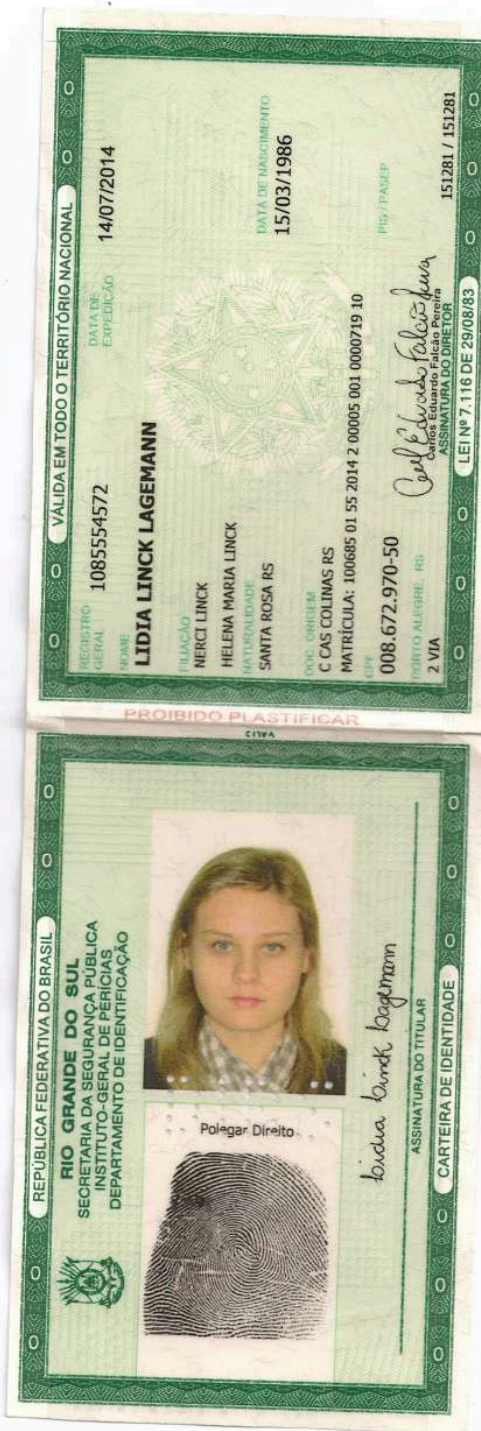 REPÚBLICA FEDERATIVA DO BRASIL
RIO GRANDE DO SUL
SECRETARIA DA SEGURANÇA PÚBLICA
INSTITUTO-GERAL DE PERÍCIAS
DEPARTAMENTO DE IDENTIFICAÇÃO
Polegar Direito
Lidia Linck Lagemann
ASSINATURA DO TITULAR
CARTEIRA DE IDENTIDADE
PROIBIDO PLASTIFICAR
VÁLIDA EM TODO O TERRITÓRIO NACIONAL
REGISTRO GERAL 1085554572 DATA DE EXPEDIÇÃO 14/07/2014
NOME
LIDIA LINCK LAGEMANN
FILIAÇÃO
NERCI LINCK
HELENA MARIA LINCK
NATURALIDADE DATA DE NASCIMENTO
SANTA ROSA RS 15/03/1986
DOC ORIGEM
C CAS COLINAS RS
MATRÍCULA: 100685 01 55 2014 2 00005 001 0000719 10
CPF PIS / PASEP
008.672.970-50
PORTO ALEGRE, RS
Carlos Eduardo Falcão Pereira
2 VIA ASSINATURA DO DIRETOR 151281 / 151281
LEI Nº 7.116 DE 29/08/83